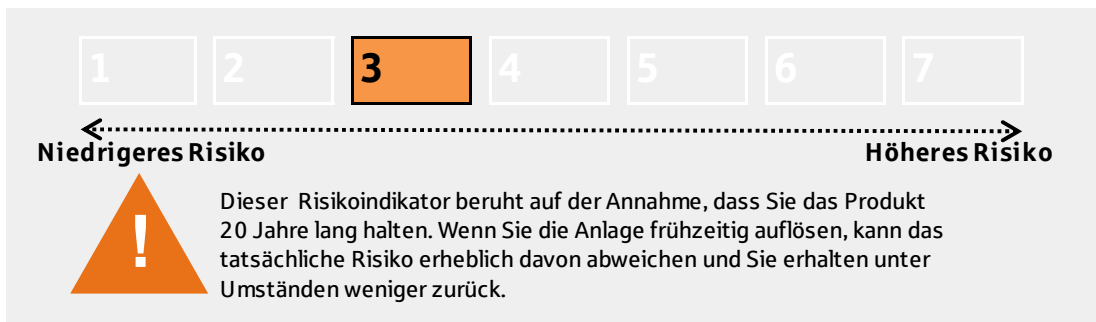 1 2 3 4 5 6 7
Niedrigeres Risiko Höheres Risiko
!
Dieser Risikoindikator beruht auf der Annahme, dass Sie das Produkt
20 Jahre lang halten. Wenn Sie die Anlage frühzeitig auflösen, kann das
tatsächliche Risiko erheblich davon abweichen und Sie erhalten unter
Umständen weniger zurück.